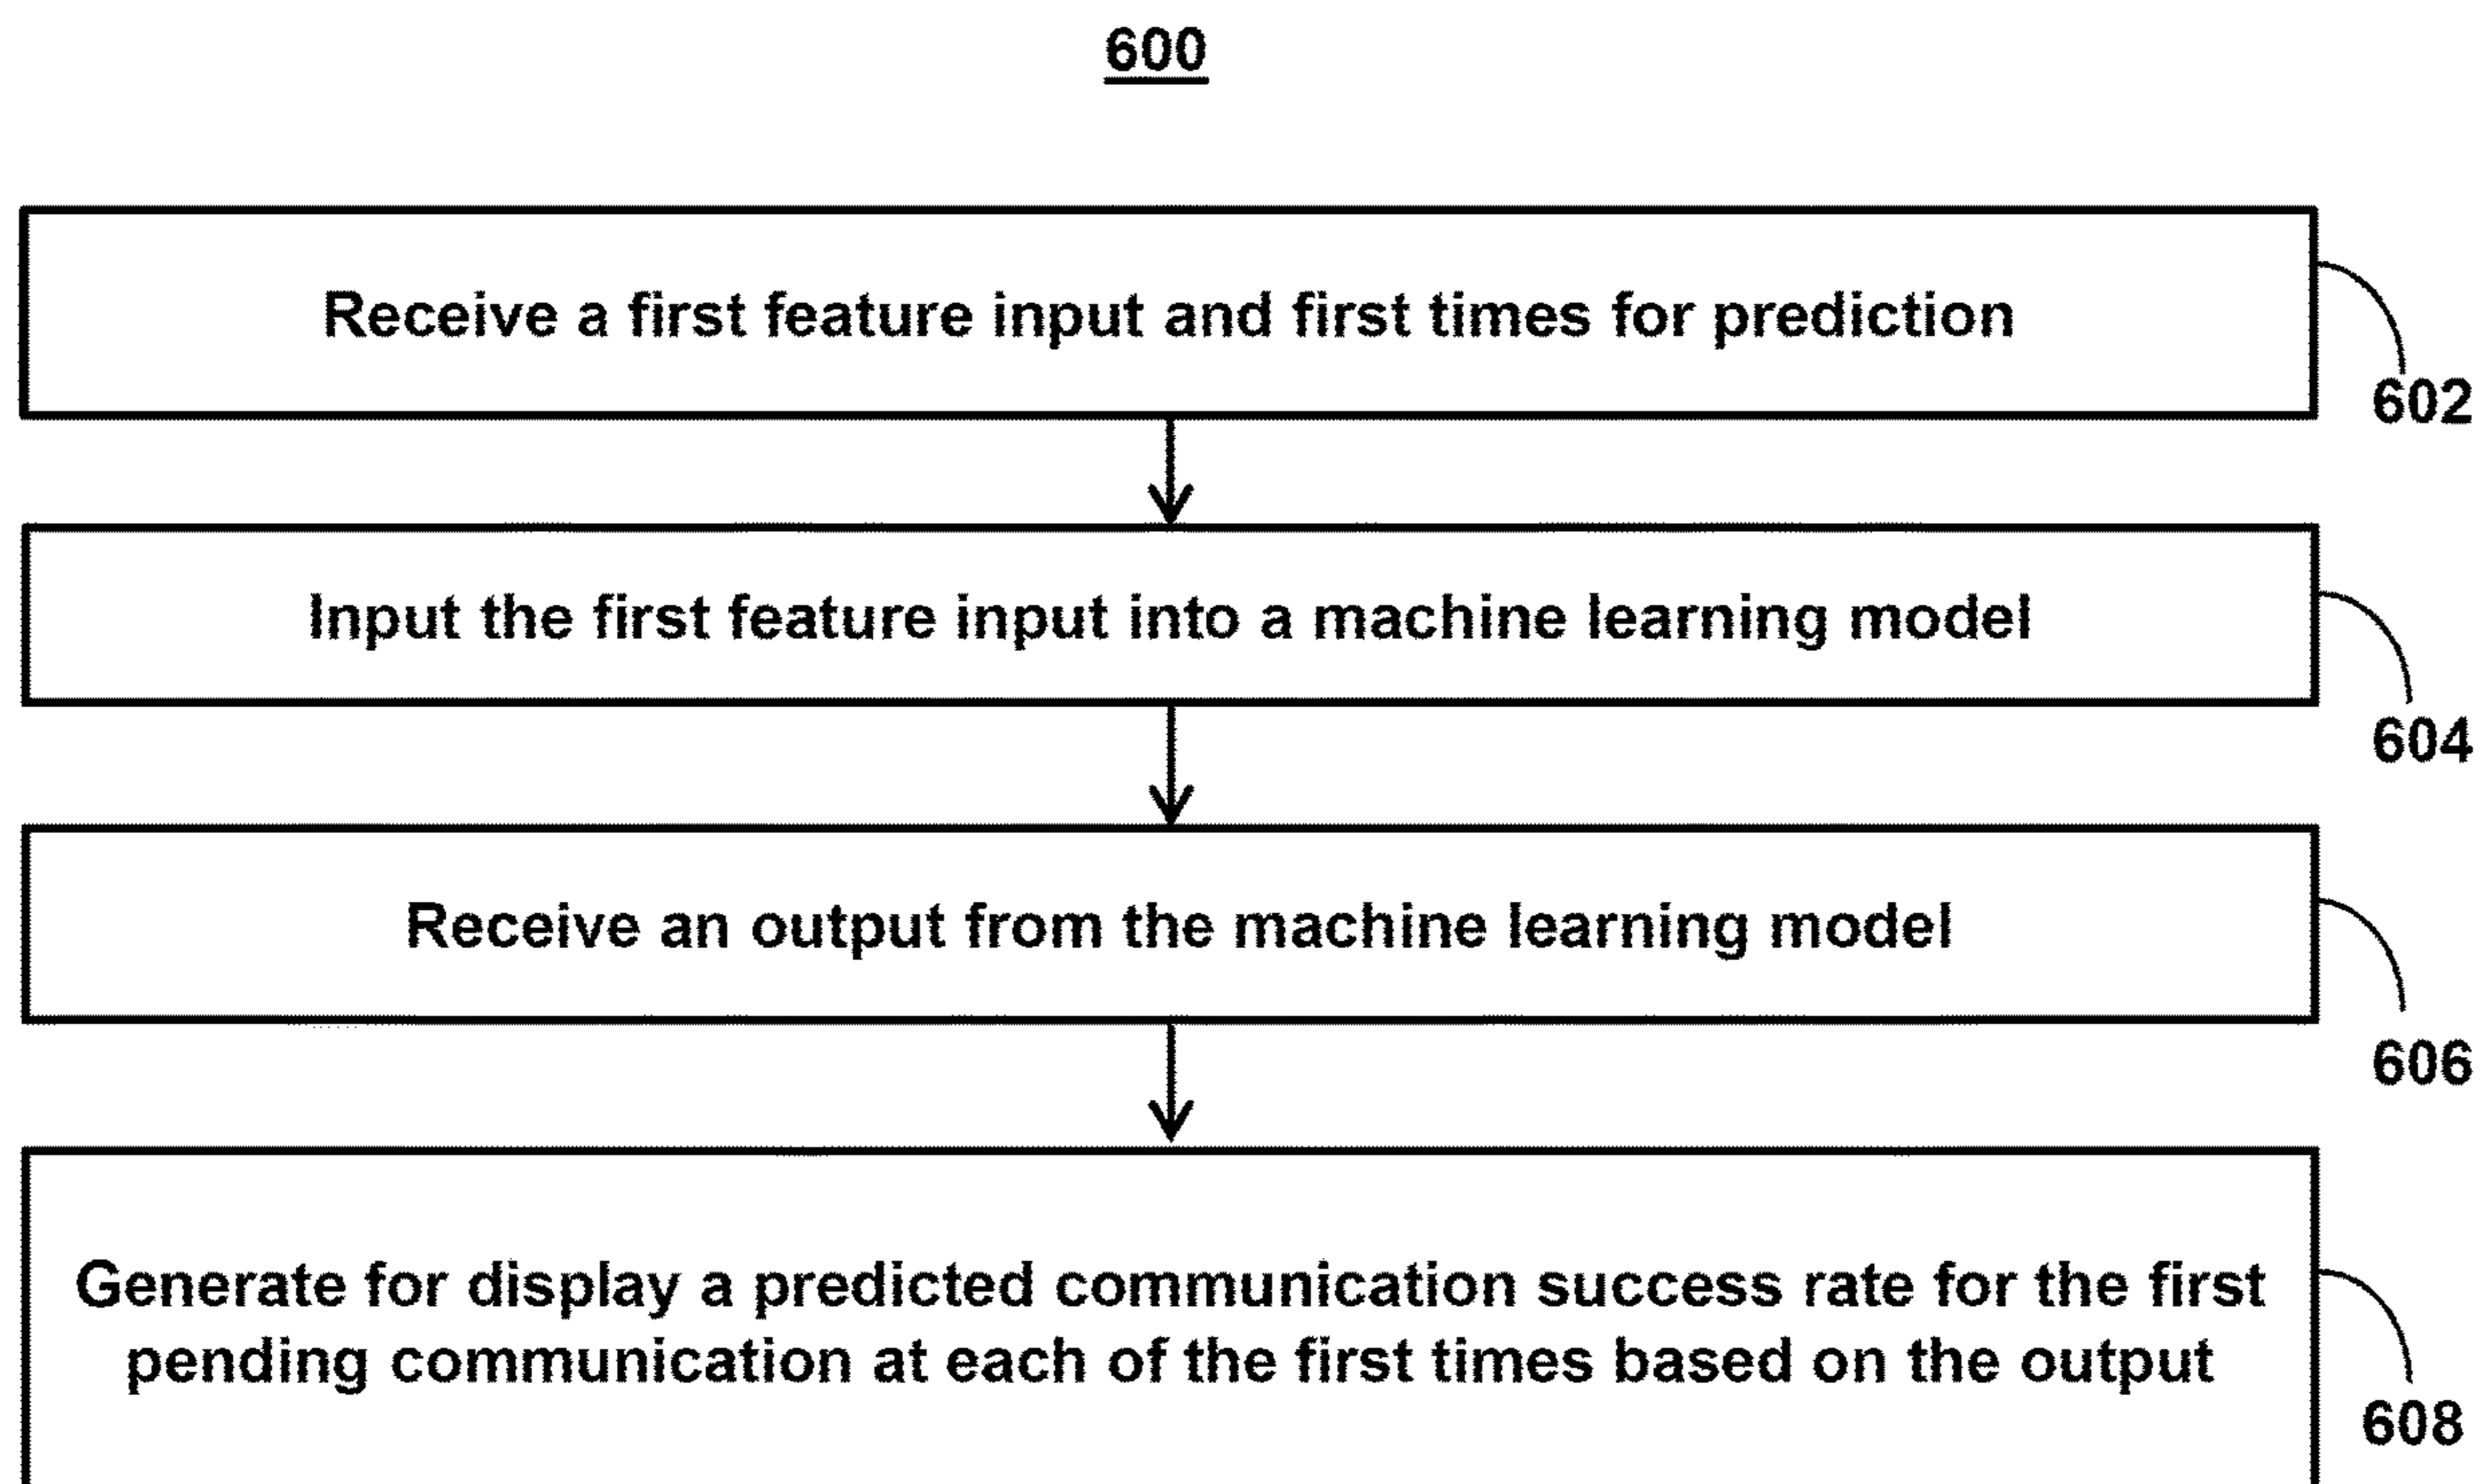 600
Receive a first feature input and first times for prediction
602
Input the first feature input into a machine learning model
604
Receive an output from the machine learning model
606
Generate for display a predicted communication success rate for the first
pending communication at each of the first times based on the output
608